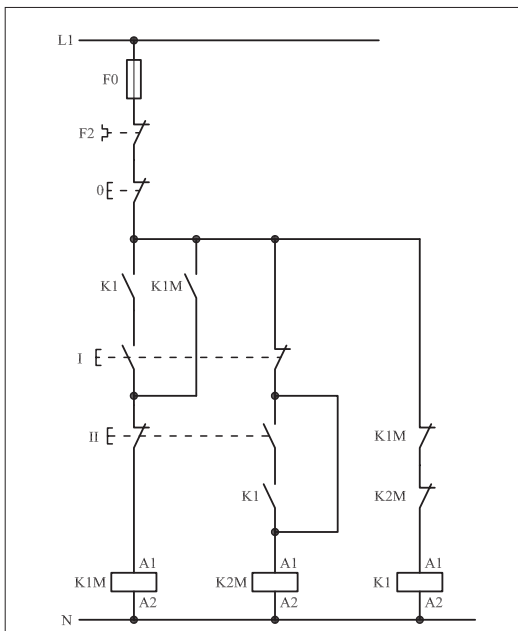 L1
F0
F2
0
K1 K1M
I
II K1M
K1 K2M
A1 A1 A1
K1M K2M K1
A2 A2 A2
N